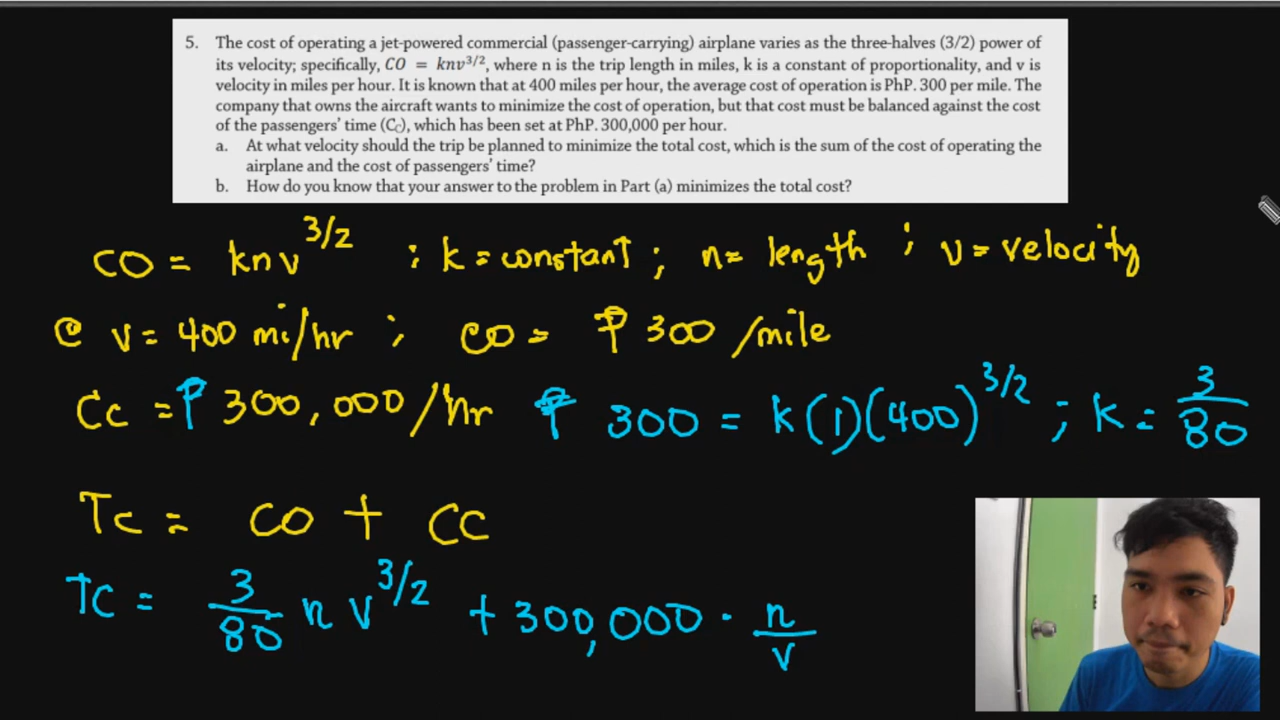 5. The cost of operating a jet-powered commercial (passenger-carrying) airplane varies as the three-halves (3/2) power of
its velocity; specifically, CO = knv^3/2, where n is the trip length in miles, k is a constant of proportionality, and v is
velocity in miles per hour. It is known that at 400 miles per hour, the average cost of operation is PhP. 300 per mile. The
company that owns the aircraft wants to minimize the cost of operation, but that cost must be balanced against the cost
of the passengers' time (C_C), which has been set at PhP. 300,000 per hour.
a. At what velocity should the trip be planned to minimize the total cost, which is the sum of the cost of operating the
airplane and the cost of passengers' time?
b. How do you know that your answer to the problem in Part (a) minimizes the total cost?
CO = knv^3/2 ; k = constant ; n = length ; v = velocity
@ v = 400 mi/hr ; CO = ₱ 300 /mile
Cc = ₱ 300,000/hr ₱ 300 = k(1)(400)^3/2 ; k = 3/80
Tc = CO + CC
TC = 3/80 n v^3/2 + 300,000 · n/v